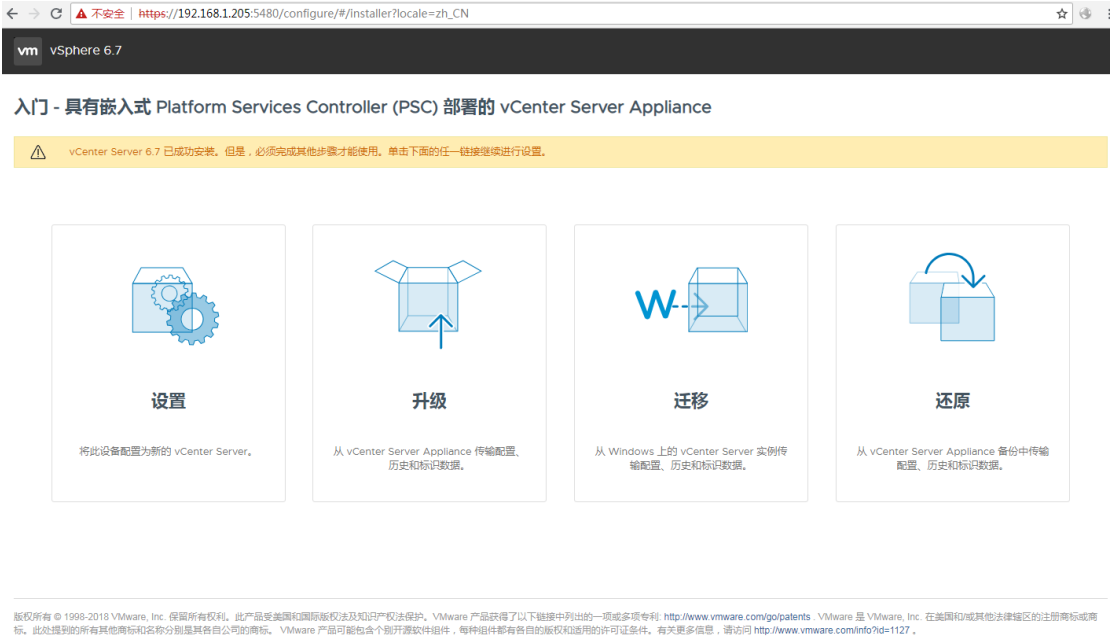 不安全 | https://192.168.1.205:5480/configure/#/installer?locale=zh_CN
vm vSphere 6.7
入门 - 具有嵌入式 Platform Services Controller (PSC) 部署的 vCenter Server Appliance
vCenter Server 6.7 已成功安装。但是，必须完成其他步骤才能使用。单击下面的任一链接继续进行设置。
设置
将此设备配置为新的 vCenter Server。
升级
从 vCenter Server Appliance 传输配置、
历史和标识数据。
W
迁移
从 Windows 上的 vCenter Server 实例传
输配置、历史和标识数据。
还原
从 vCenter Server Appliance 备份中传输
配置、历史和标识数据。
版权所有 © 1998-2018 VMware, Inc. 保留所有权利。此产品受美国和国际版权法及知识产权法保护。VMware 产品获得了以下链接中列出的一项或多项专利: http://www.vmware.com/go/patents . VMware 是 VMware, Inc. 在美国和/或其他法律辖区的注册商标或商
标。此处提到的所有其他商标和名称分别是其各自公司的商标。 VMware 产品可能包含个别开源软件组件，每种组件都有各自的版权和适用的许可证条件。有关更多信息，请访问 http://www.vmware.com/info?id=1127 。